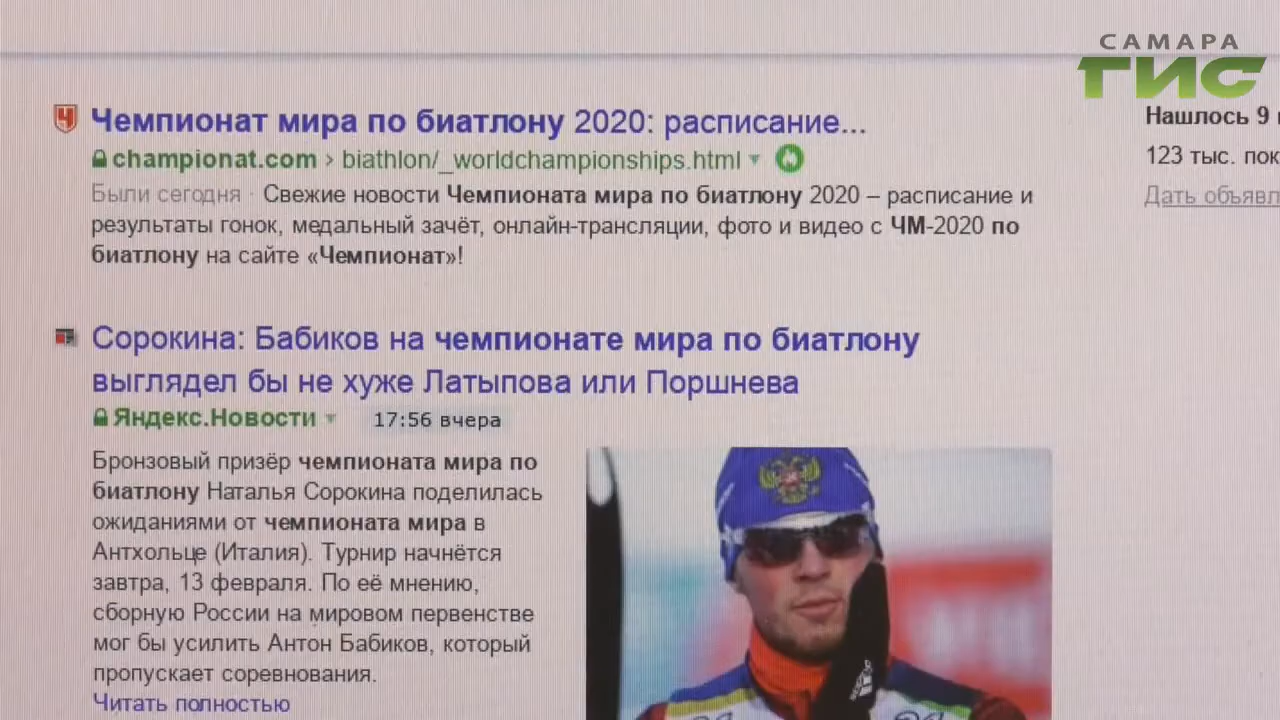 САМАРА
ГИС
Чемпионат мира по биатлону 2020: расписание...
championat.com › biathlon/_worldchampionships.html
Были сегодня · Свежие новости Чемпионата мира по биатлону 2020 – расписание и
результаты гонок, медальный зачёт, онлайн-трансляции, фото и видео с ЧМ-2020 по
биатлону на сайте «Чемпионат»!
Нашлось 9
123 тыс. пок
Дать объявл
Сорокина: Бабиков на чемпионате мира по биатлону
выглядел бы не хуже Латыпова или Поршнева
Яндекс.Новости 17:56 вчера
Бронзовый призёр чемпионата мира по
биатлону Наталья Сорокина поделилась
ожиданиями от чемпионата мира в
Антхольце (Италия). Турнир начнётся
завтра, 13 февраля. По её мнению,
сборную России на мировом первенстве
мог бы усилить Антон Бабиков, который
пропускает соревнования.
Читать полностью